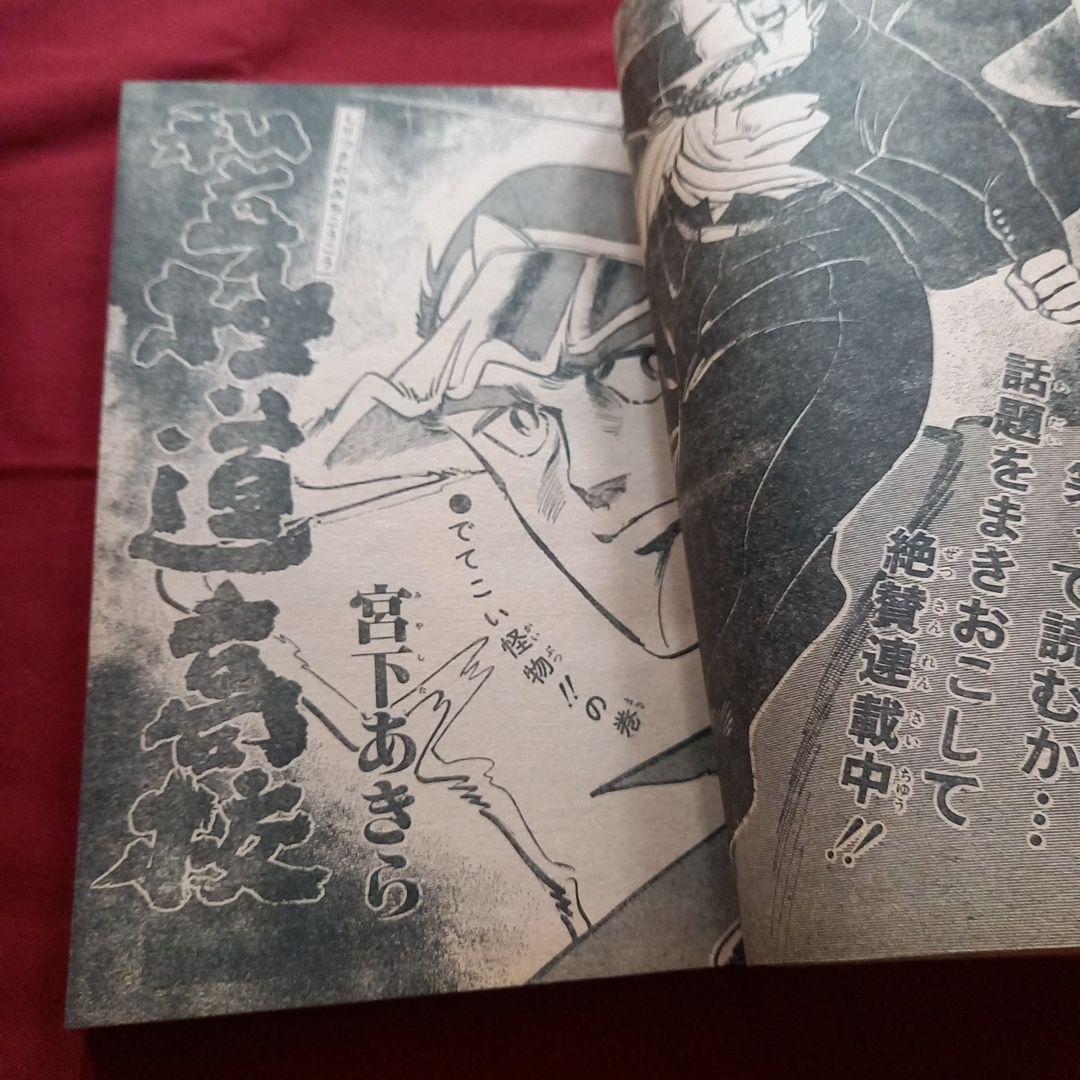 て読むか…
話題をまきおこして
絶賛連載中!!
●でてこい怪物!!の巻
宮下あきら
私立極道高校